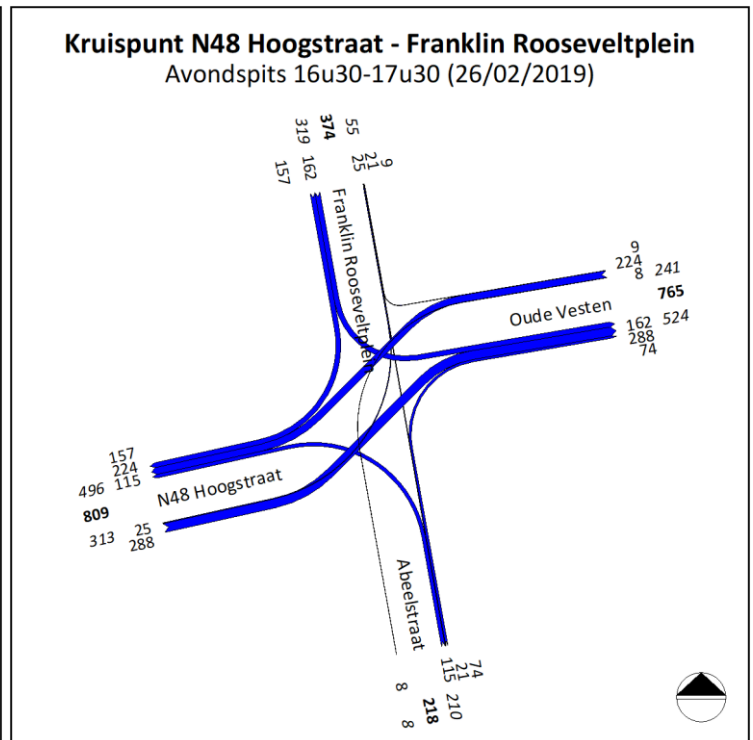 Kruispunt N48 Hoogstraat - Franklin Rooseveltplein
Avondspits 16u30-17u30 (26/02/2019)
319 374 55
157 162 25 21 9
Franklin Rooseveltplein
9
224
8 241
765
Oude Vesten
162 524
288
74
157
224
496 115
809
N48 Hoogstraat
313 25
288
Abeelstraat
115 21 74
8 218 210
8